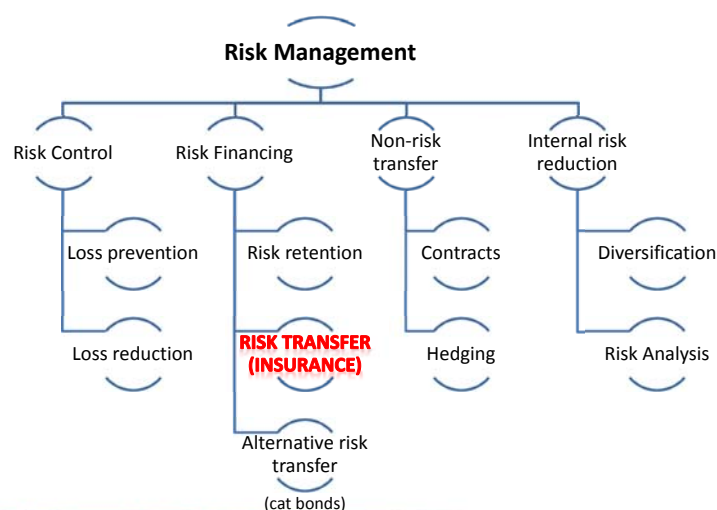 Risk Management
Risk Control
Risk Financing
Non-risk
transfer
Internal risk
reduction
Loss prevention
Risk retention
Contracts
Diversification
Loss reduction
RISK TRANSFER
(INSURANCE)
Hedging
Risk Analysis
Alternative risk
transfer
(cat bonds)